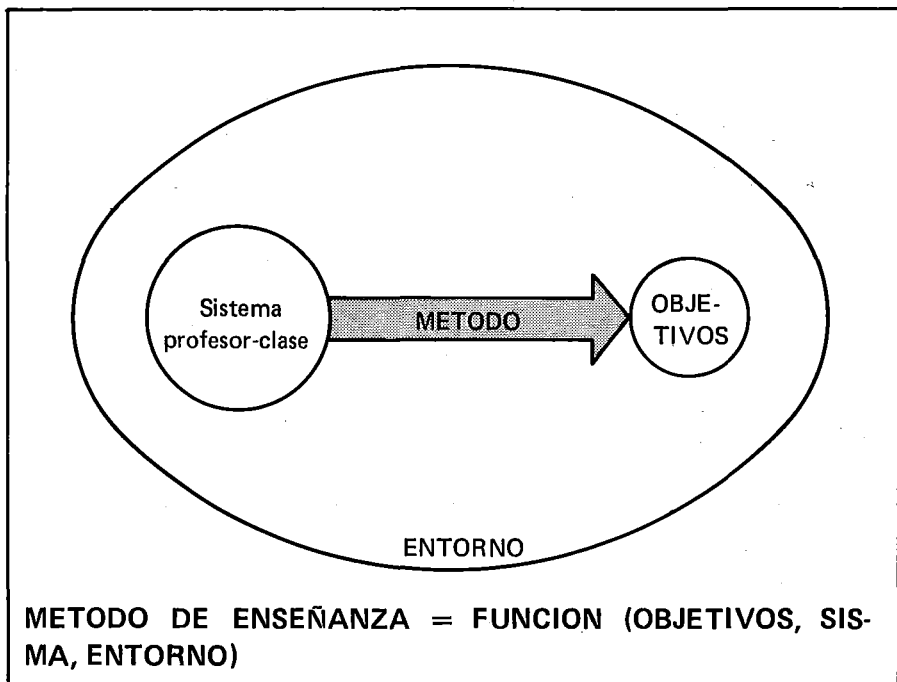 Sistema
profesor-clase
METODO
OBJE-
TIVOS
ENTORNO
METODO DE ENSEÑANZA = FUNCION (OBJETIVOS, SIS-
MA, ENTORNO)